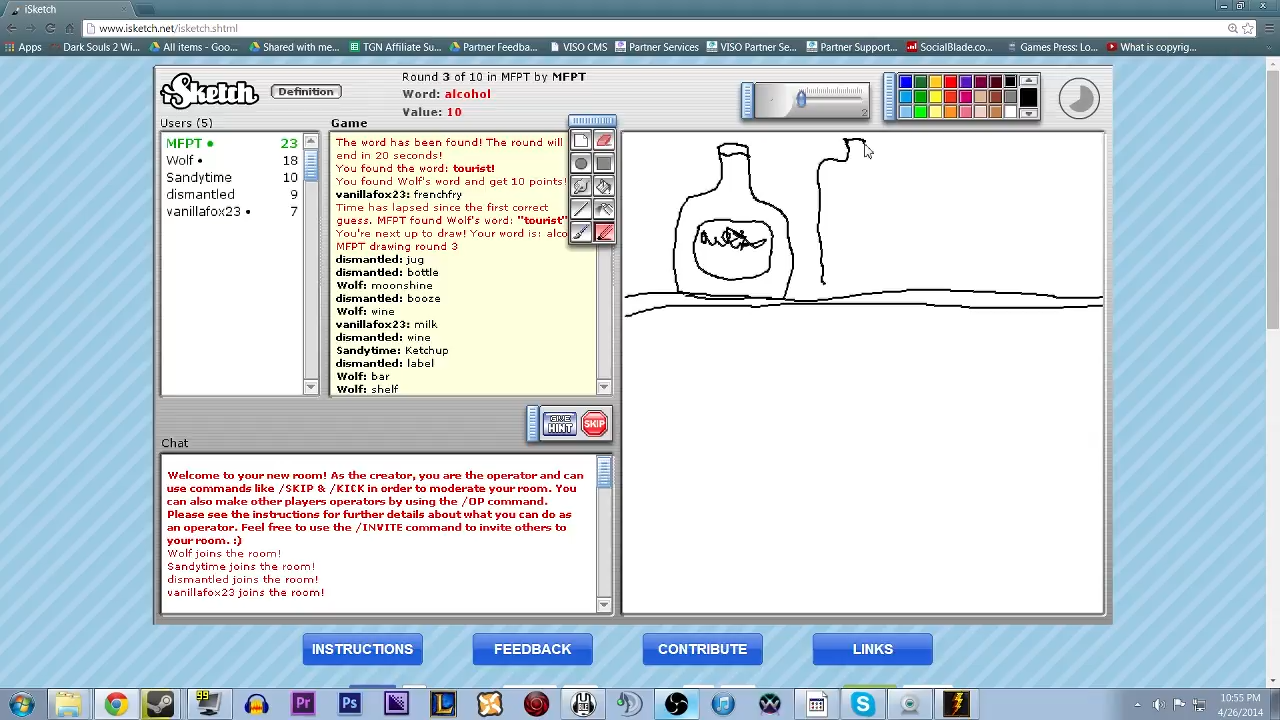 iSketch
www.isketch.net/isketch.shtml
Apps
Dark Souls 2 Wi...
All items - Goo...
Shared with me...
TGN Affiliate Su...
Partner Feedba...
VISO CMS
Partner Services
VISO Partner Se...
Partner Support...
SocialBlade.co...
Games Press: Lo...
What is copyrig...
iSketch
Definition
Round 3 of 10 in MFPT by MFPT
Word: alcohol
Value: 10
2
Users (5)
MFPT • 23
Wolf • 18
Sandytime 10
dismantled 9
vanillafox23 • 7
Game
The word has been found! The round will
end in 20 seconds!
You found the word: tourist!
You found Wolf's word and get 10 points!
vanillafox23: frenchfry
Time has lapsed since the first correct
guess. MFPT found Wolf's word: "tourist"
You're next up to draw! Your word is: alco
MFPT drawing round 3
dismantled: jug
dismantled: bottle
Wolf: moonshine
dismantled: booze
Wolf: wine
vanillafox23: milk
dismantled: wine
Sandytime: Ketchup
dismantled: label
Wolf: bar
Wolf: shelf
GIVE
HINT
SKIP
Chat
Welcome to your new room! As the creator, you are the operator and can
use commands like /SKIP & /KICK in order to moderate your room. You
can also make other players operators by using the /OP command.
Please see the instructions for further details about what you can do as
an operator. Feel free to use the /INVITE command to invite others to
your room. :)
Wolf joins the room!
Sandytime joins the room!
dismantled joins the room!
vanillafox23 joins the room!
INSTRUCTIONS
FEEDBACK
CONTRIBUTE
LINKS
99
Pr
Ps
L
10:55 PM
4/26/2014